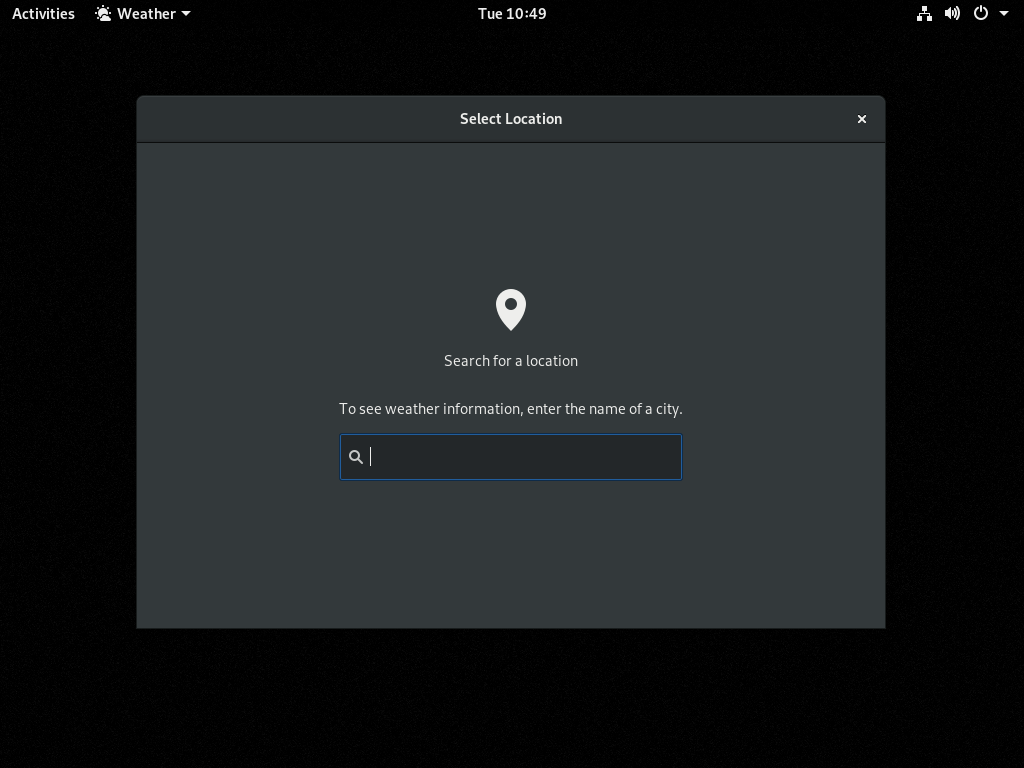 Activities Weather Tue 10:49
Select Location
Search for a location
To see weather information, enter the name of a city.